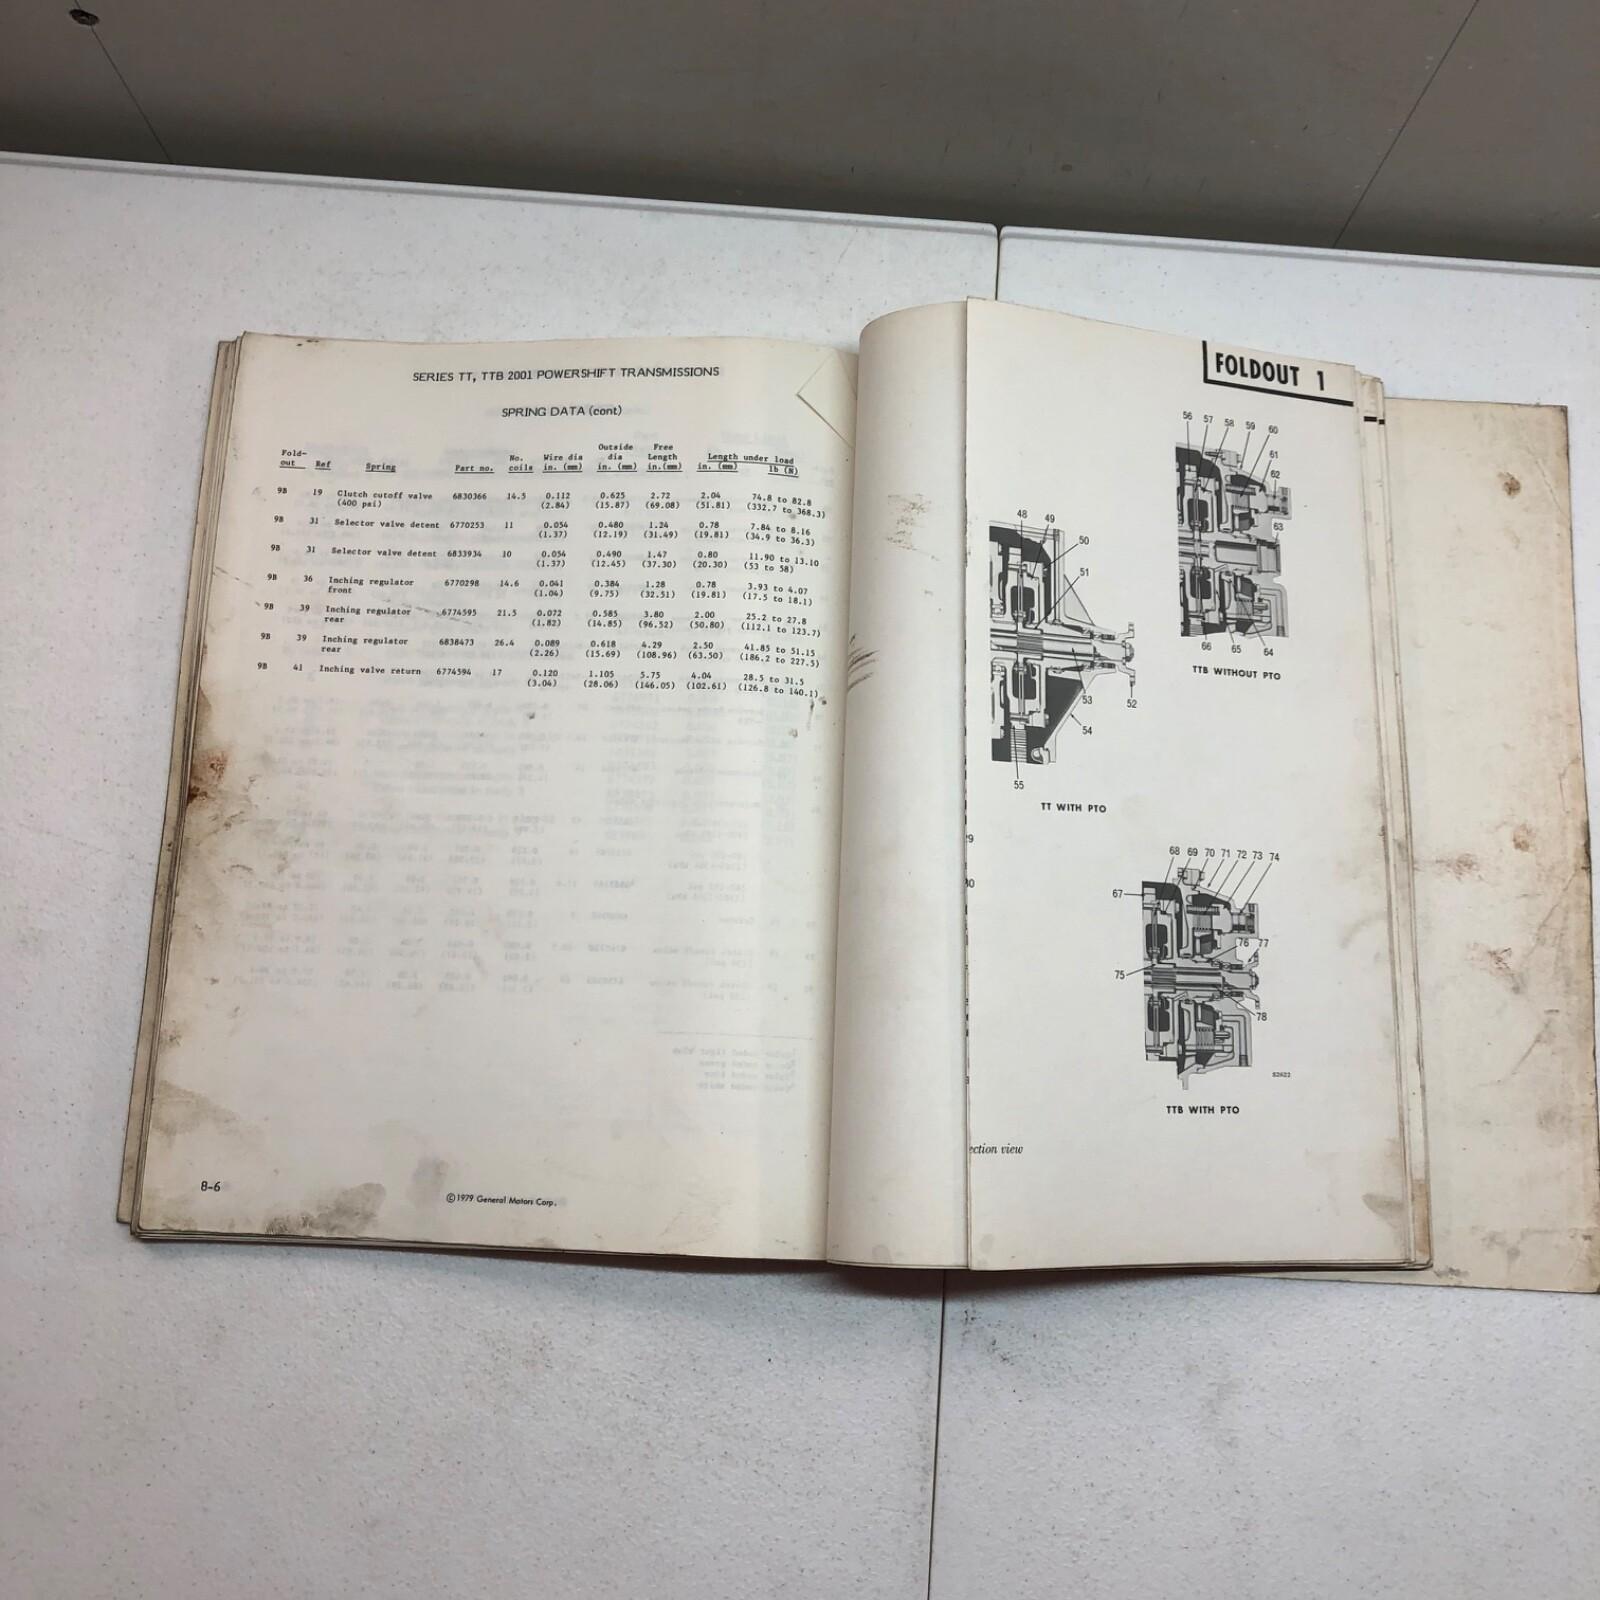 SERIES TT, TTB 2001 POWERSHIFT TRANSMISSIONS
SPRING DATA (cont)
Fold-out Ref Spring Part no. No. coils Wire dia in. (mm) Outside dia in. (mm) Free Length in.(mm) Length under load in. (mm) lb (N)
9B 19 Clutch cutoff valve 6830366 14.5 0.112 0.625 2.72 2.04 74.8 to 82.8
(400 psi) (2.84) (15.87) (69.08) (51.81) (332.7 to 368.3)
9B 31 Selector valve detent 6770253 11 0.054 0.480 1.24 0.78 7.84 to 8.16
(1.37) (12.19) (31.49) (19.81) (34.9 to 36.3)
9B 31 Selector valve detent 6833934 10 0.054 0.490 1.47 0.80 11.90 to 13.10
(1.37) (12.45) (37.30) (20.30) (53 to 58)
9B 36 Inching regulator 6770298 14.6 0.041 0.384 1.28 0.78 3.93 to 4.07
front (1.04) (9.75) (32.51) (19.81) (17.5 to 18.1)
9B 39 Inching regulator 6774595 21.5 0.072 0.585 3.80 2.00 25.2 to 27.8
rear (1.82) (14.85) (96.52) (50.80) (112.1 to 123.7)
9B 39 Inching regulator 6838473 26.4 0.089 0.618 4.29 2.50 41.85 to 51.15
rear (2.26) (15.69) (108.96) (63.50) (186.2 to 227.5)
9B 41 Inching valve return 6774594 17 0.120 1.105 5.75 4.04 28.5 to 31.5
(3.04) (28.06) (146.05) (102.61) (126.8 to 140.1)
8-6
©1979 General Motors Corp.
FOLDOUT 1
56 57 58 59 60
61
62
63
66 65 64
TTB WITHOUT PTO
48 49
50
51
53 52
54
55
TT WITH PTO
68 69 70 71 72 73 74
67
76 77
75
78
S2622
TTB WITH PTO
ection view